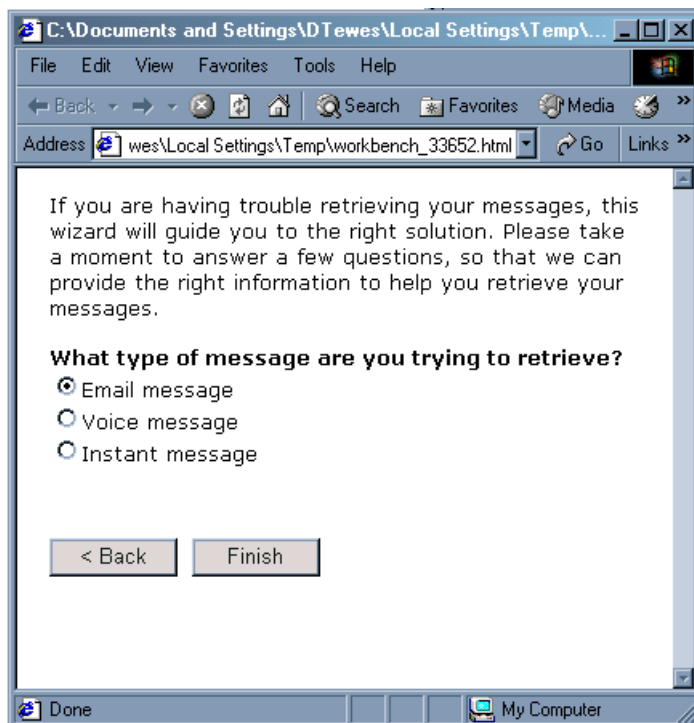 C:\Documents and Settings\DTewes\Local Settings\Temp\...
File Edit View Favorites Tools Help
Back Search Favorites Media »
Address wes\Local Settings\Temp\workbench_33652.html Go Links »
If you are having trouble retrieving your messages, this
wizard will guide you to the right solution. Please take
a moment to answer a few questions, so that we can
provide the right information to help you retrieve your
messages.
What type of message are you trying to retrieve?
Email message
Voice message
Instant message
< Back Finish
Done My Computer